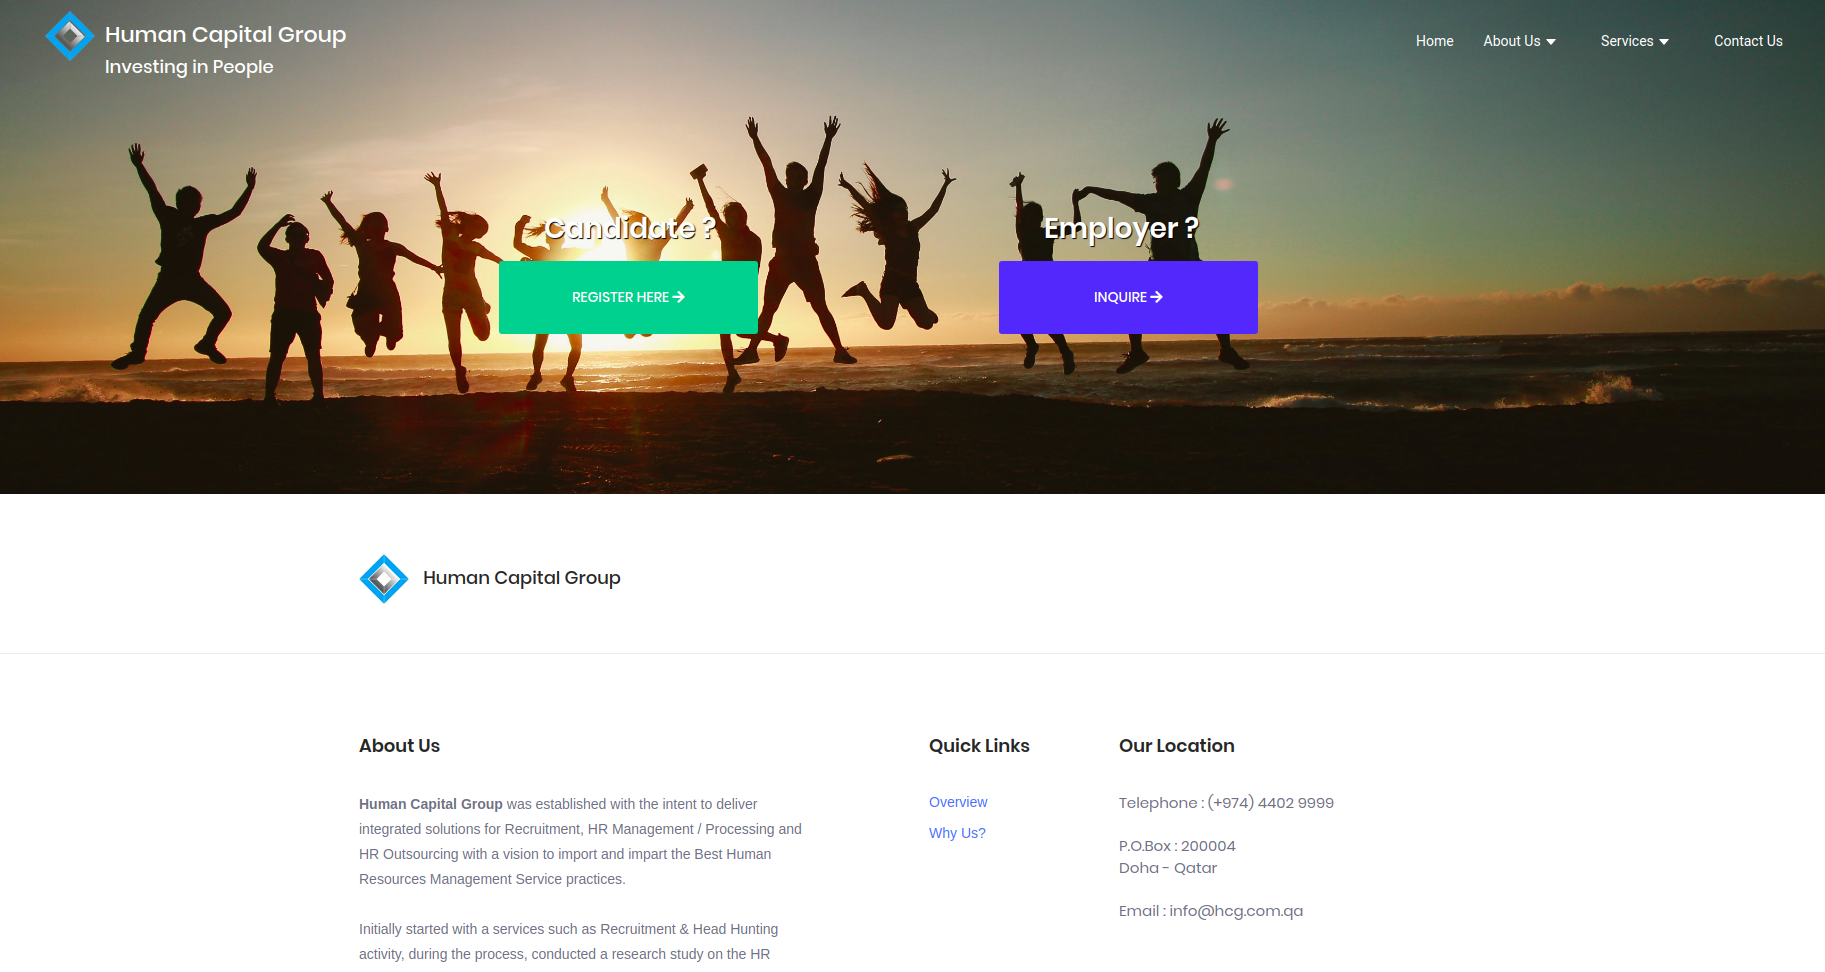 Human Capital Group
Investing in People
Home
About Us
Services
Contact Us
Candidate ?
Employer ?
REGISTER HERE
INQUIRE
Human Capital Group
About Us
Human Capital Group was established with the intent to deliver
integrated solutions for Recruitment, HR Management / Processing and
HR Outsourcing with a vision to import and impart the Best Human
Resources Management Service practices.
Initially started with a services such as Recruitment & Head Hunting
activity, during the process, conducted a research study on the HR
Quick Links
Overview
Why Us?
Our Location
Telephone : (+974) 4402 9999
P.O.Box : 200004
Doha - Qatar
Email : info@hcg.com.qa